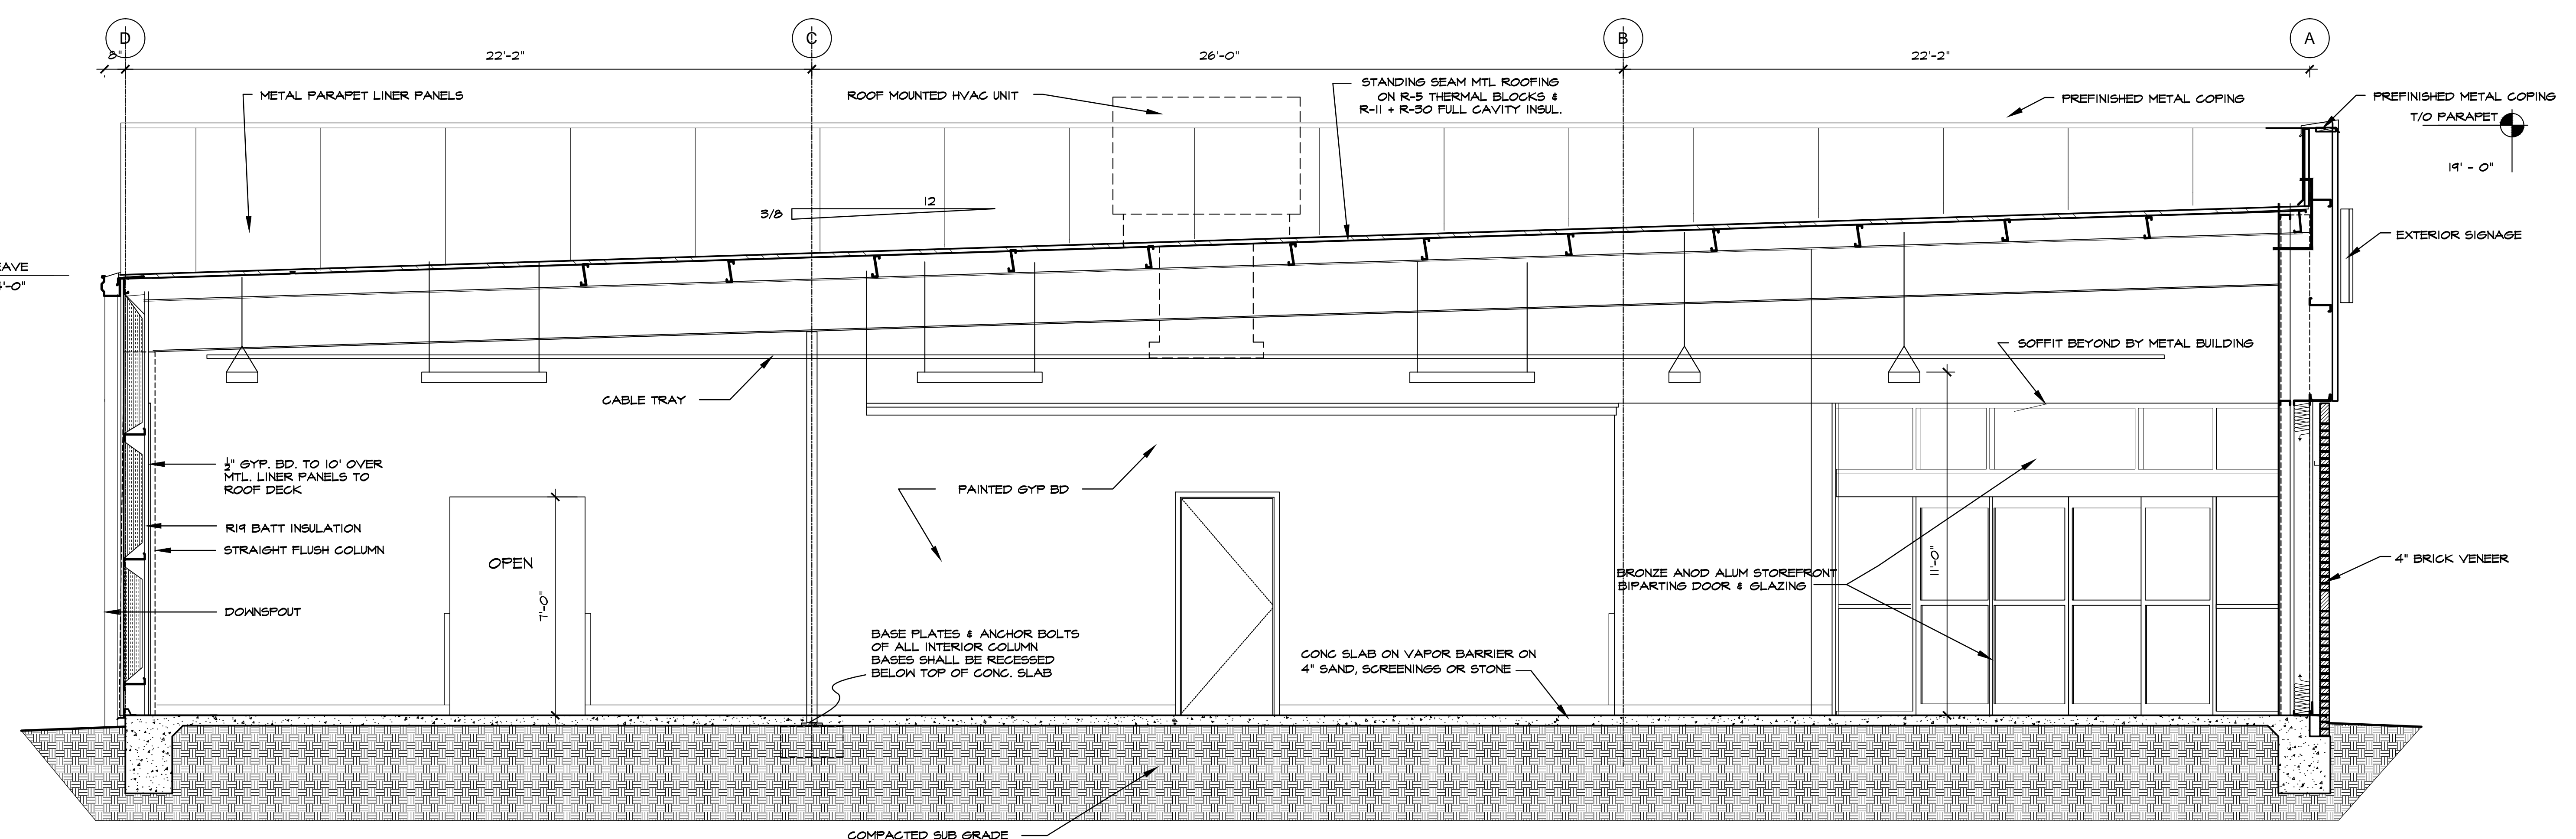 D
C
B
A
8"
22'-2"
26'-0"
22'-2"
METAL PARAPET LINER PANELS
ROOF MOUNTED HVAC UNIT
STANDING SEAM MTL ROOFING
ON R-5 THERMAL BLOCKS &
R-11 + R-30 FULL CAVITY INSUL.
PREFINISHED METAL COPING
PREFINISHED METAL COPING
T/O PARAPET
19' - 0"
3/8
12
EXTERIOR SIGNAGE
EAVE
4'-0"
SOFFIT BEYOND BY METAL BUILDING
CABLE TRAY
½" GYP. BD. TO 10' OVER
MTL. LINER PANELS TO
ROOF DECK
PAINTED GYP BD
R19 BATT INSULATION
STRAIGHT FLUSH COLUMN
OPEN
7'-0"
11'-0"
BRONZE ANOD ALUM STOREFRONT
BIPARTING DOOR & GLAZING
4" BRICK VENEER
DOWNSPOUT
BASE PLATES & ANCHOR BOLTS
OF ALL INTERIOR COLUMN
BASES SHALL BE RECESSED
BELOW TOP OF CONC. SLAB
CONC SLAB ON VAPOR BARRIER ON
4" SAND, SCREENINGS OR STONE
COMPACTED SUB GRADE